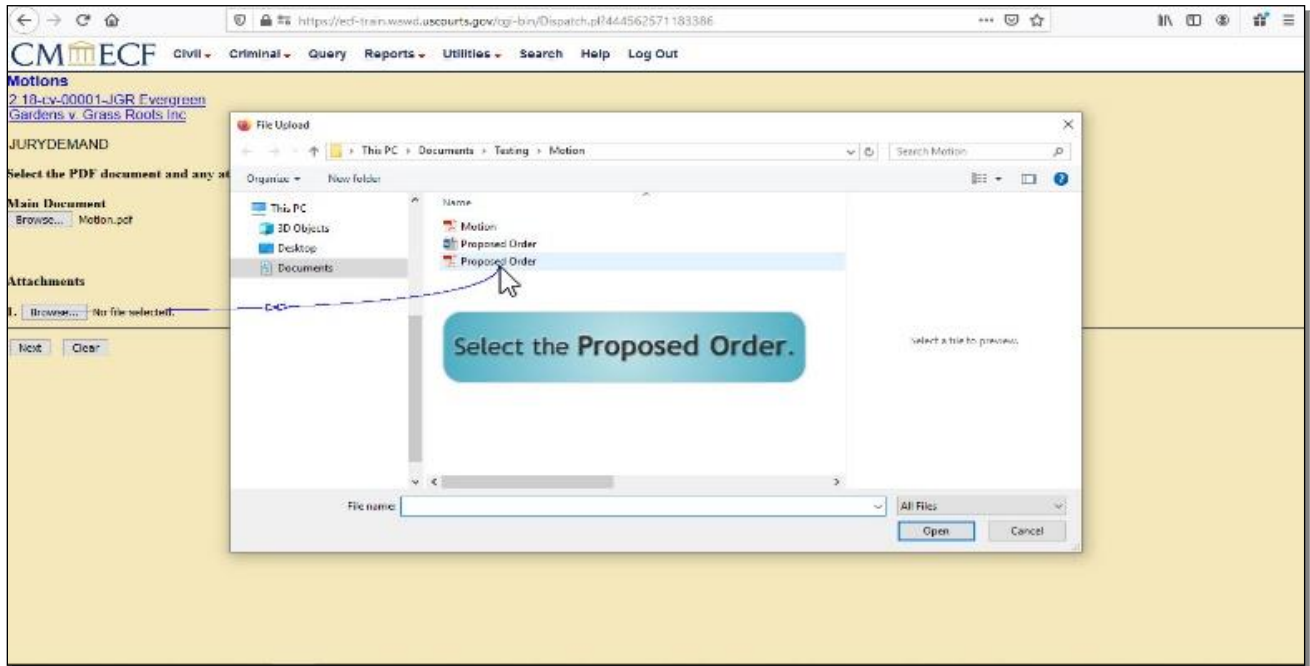 https://ecf-train.wawd.uscourts.gov/cgi-bin/Dispatch.pl?444562571183386
CM ECF Civil Criminal Query Reports Utilities Search Help Log Out
Motions
2:18-cv-00001-JGR Evergreen
Gardens v. Grass Roots Inc
JURYDEMAND
Select the PDF document and any at
Main Document
Browse... Motion.pdf
Attachments
1. Browse... No file selected.
Next Clear
File Upload
This PC Documents Testing Motion
Search Motion
Organize New folder
This PC
3D Objects
Desktop
Documents
Name
Motion
Proposed Order
Proposed Order
Select the Proposed Order.
Select a file to preview.
File name:
All Files
Open Cancel